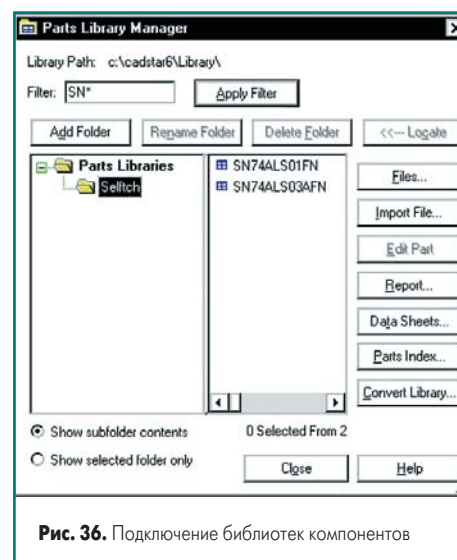 Parts Library Manager
Library Path: c:\cadstar6\Library\
Filter: SN* Apply Filter
Add Folder Rename Folder Delete Folder <<--- Locate
Parts Libraries
Selltch
SN74ALS01FN
SN74ALS03AFN
Files...
Import File...
Edit Part
Report...
Data Sheets...
Parts Index...
Convert Library...
Show subfolder contents 0 Selected From 2
Show selected folder only
Close Help
Рис. 36. Подключение библиотек компонентов